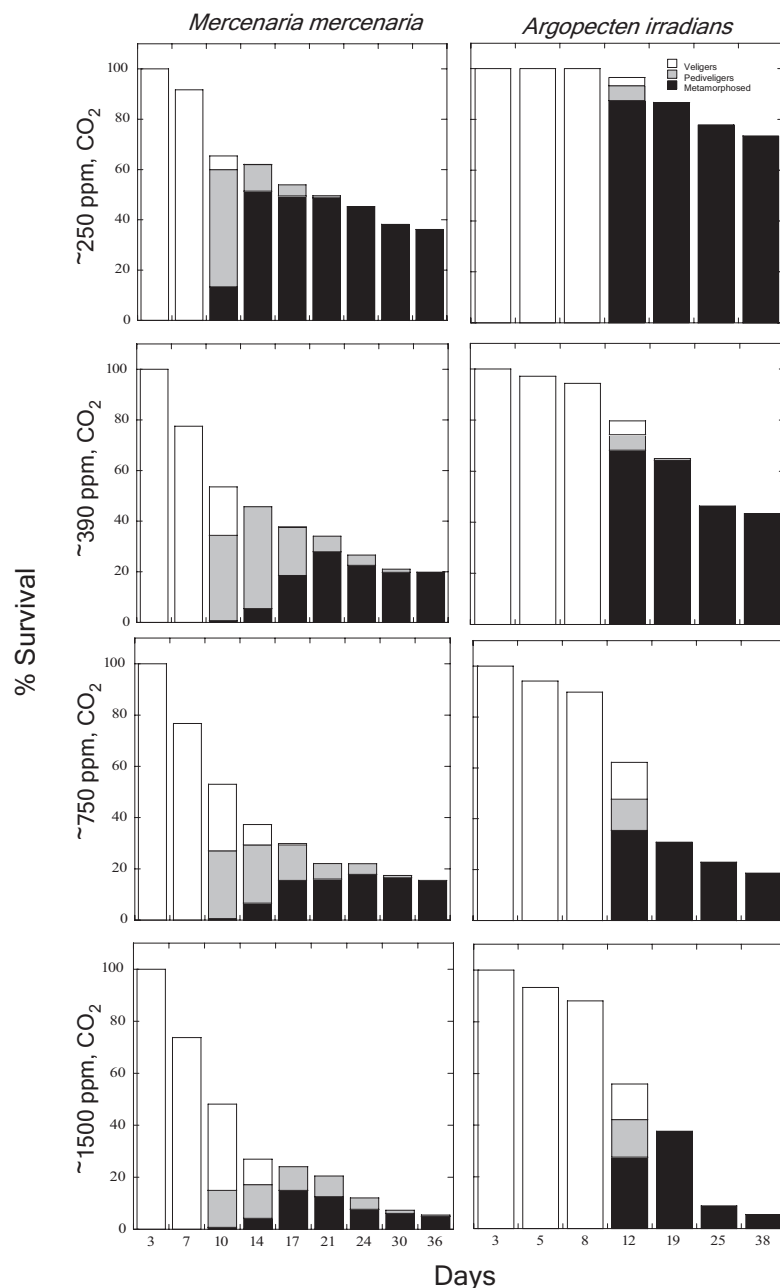 Mercenaria mercenaria
Argopecten irradians
Veligers
Pediveligers
Metamorphosed
100
80
60
40
20
0
~250 ppm, CO2
100
80
60
40
20
0
~390 ppm, CO2
100
80
60
40
20
0
~750 ppm, CO2
100
80
60
40
20
0
~1500 ppm, CO2
% Survival
3 7 10 14 17 21 24 30 36
3 5 8 12 19 25 38
Days